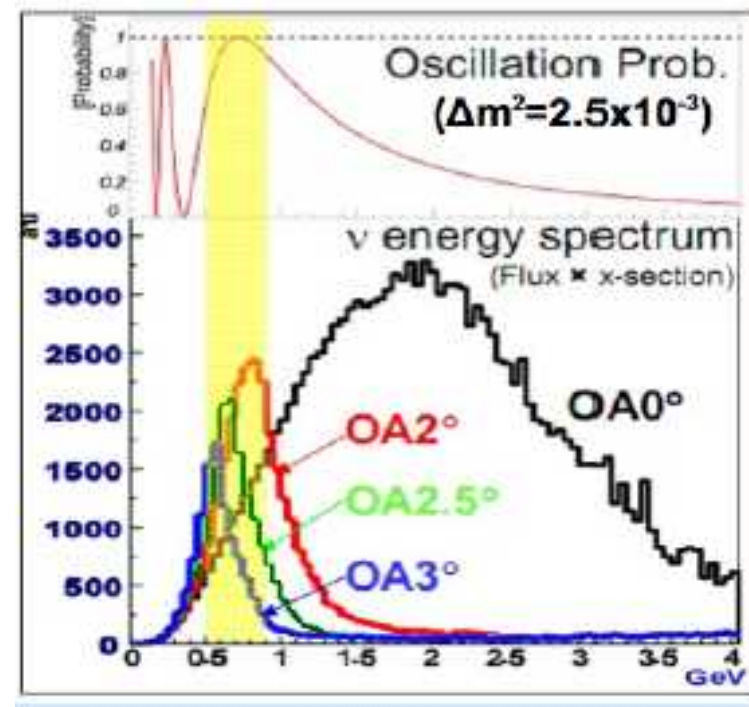 [Probability]
1
0.8
0.6
0.4
0.2
0
Oscillation Prob.
(Δm²=2.5x10⁻³)
au
3500
3000
2500
2000
1500
1000
500
0
ν energy spectrum
(Flux × x-section)
OA0°
OA2°
OA2.5°
OA3°
0 0-5 1 1-5 2 2-5 3 3-5 4
GeV